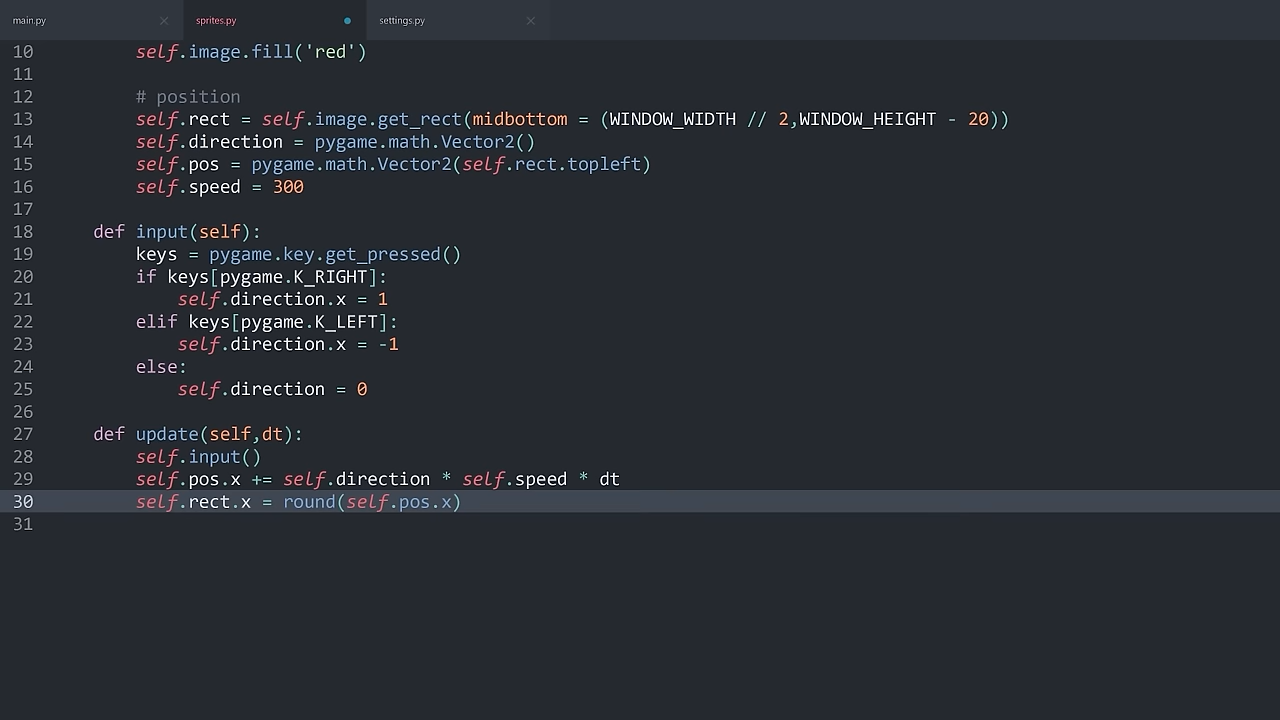 main.py × sprites.py settings.py ×
10 self.image.fill('red')
11
12 # position
13 self.rect = self.image.get_rect(midbottom = (WINDOW_WIDTH // 2,WINDOW_HEIGHT - 20))
14 self.direction = pygame.math.Vector2()
15 self.pos = pygame.math.Vector2(self.rect.topleft)
16 self.speed = 300
17
18 def input(self):
19 keys = pygame.key.get_pressed()
20 if keys[pygame.K_RIGHT]:
21 self.direction.x = 1
22 elif keys[pygame.K_LEFT]:
23 self.direction.x = -1
24 else:
25 self.direction = 0
26
27 def update(self,dt):
28 self.input()
29 self.pos.x += self.direction * self.speed * dt
30 self.rect.x = round(self.pos.x)
31